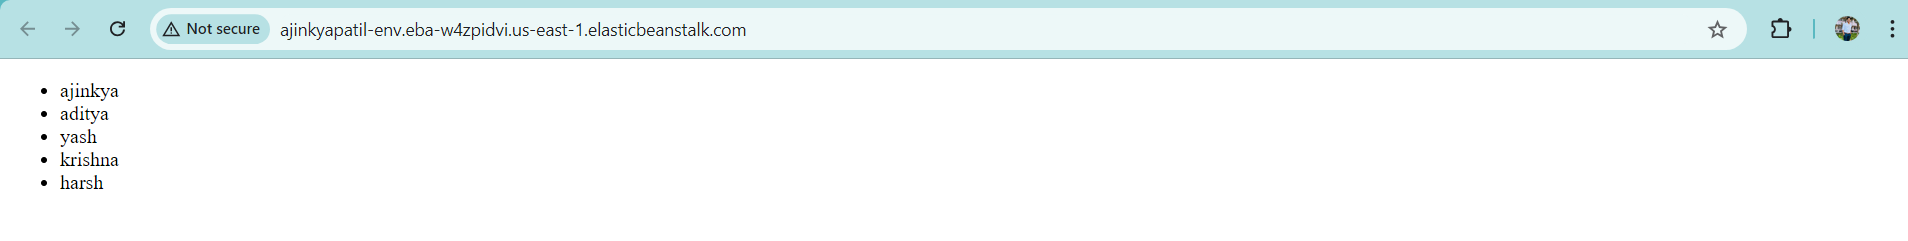 Not secure ajinkyapatil-env.eba-w4zpidvi.us-east-1.elasticbeanstalk.com
ajinkya
aditya
yash
krishna
harsh